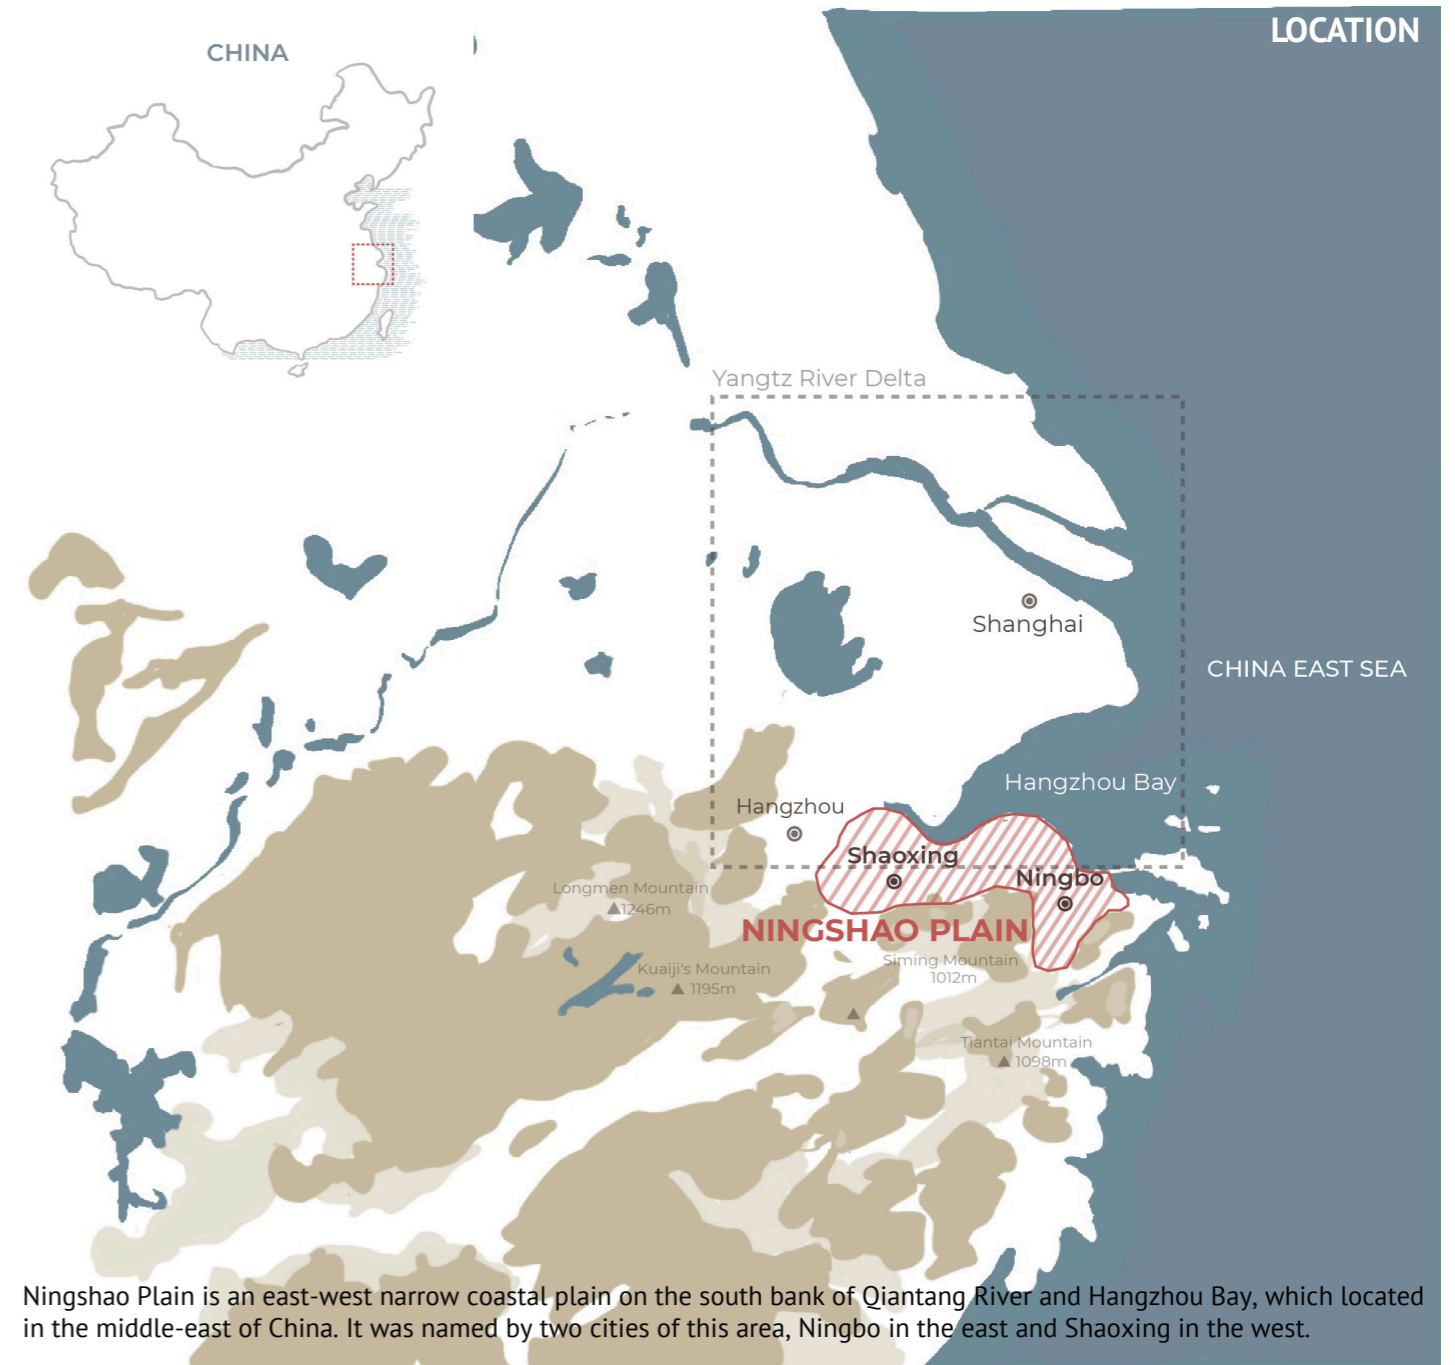 LOCATION
CHINA
Yangtz River Delta
Shanghai
CHINA EAST SEA
Hangzhou Bay
Hangzhou
Shaoxing
Ningbo
Longmen Mountain
1246m
NINGSHAO PLAIN
Siming Mountain
1012m
Kuaiji's Mountain
1195m
Tiantai Mountain
1098m
Ningshao Plain is an east-west narrow coastal plain on the south bank of Qiantang River and Hangzhou Bay, which located
in the middle-east of China. It was named by two cities of this area, Ningbo in the east and Shaoxing in the west.